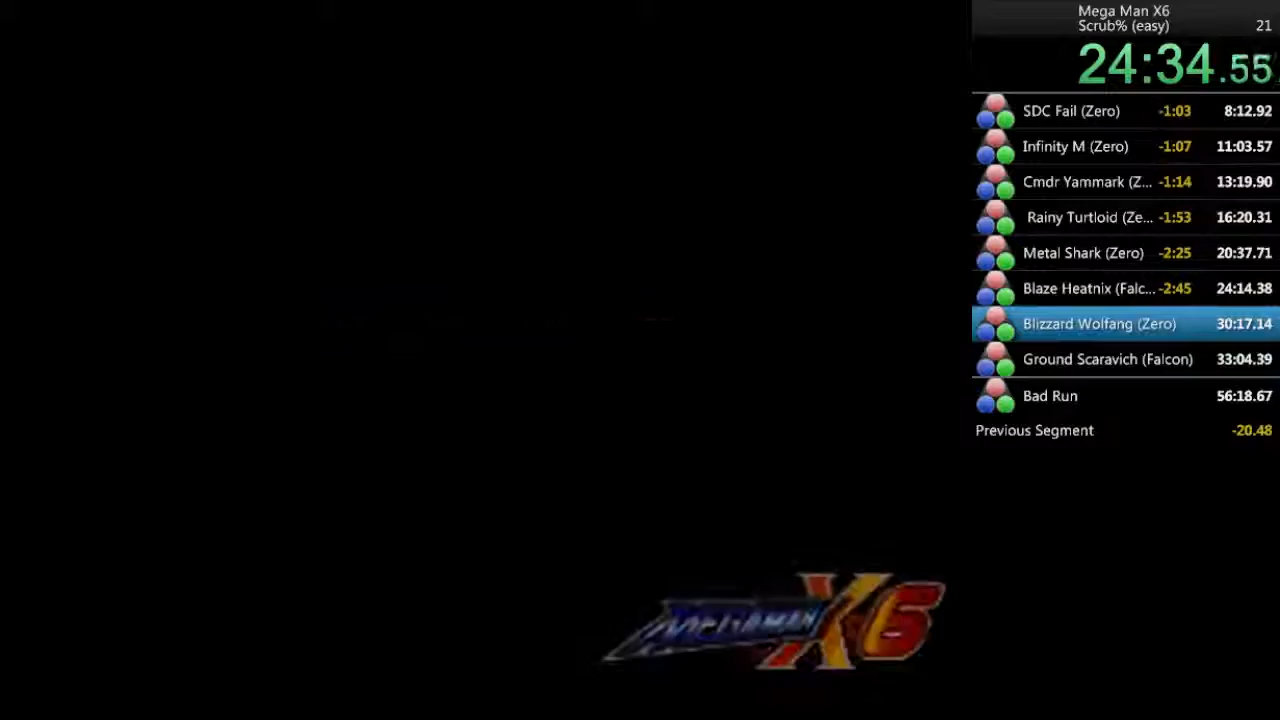 Mega Man X6
Scrub% (easy) 21
24:34.55
SDC Fail (Zero) -1:03 8:12.92
Infinity M (Zero) -1:07 11:03.57
Cmdr Yammark (Z... -1:14 13:19.90
Rainy Turtloid (Ze... -1:53 16:20.31
Metal Shark (Zero) -2:25 20:37.71
Blaze Heatnix (Falc... -2:45 24:14.38
Blizzard Wolfang (Zero) 30:17.14
Ground Scaravich (Falcon) 33:04.39
Bad Run 56:18.67
Previous Segment -20.48
MEGAMAN X6